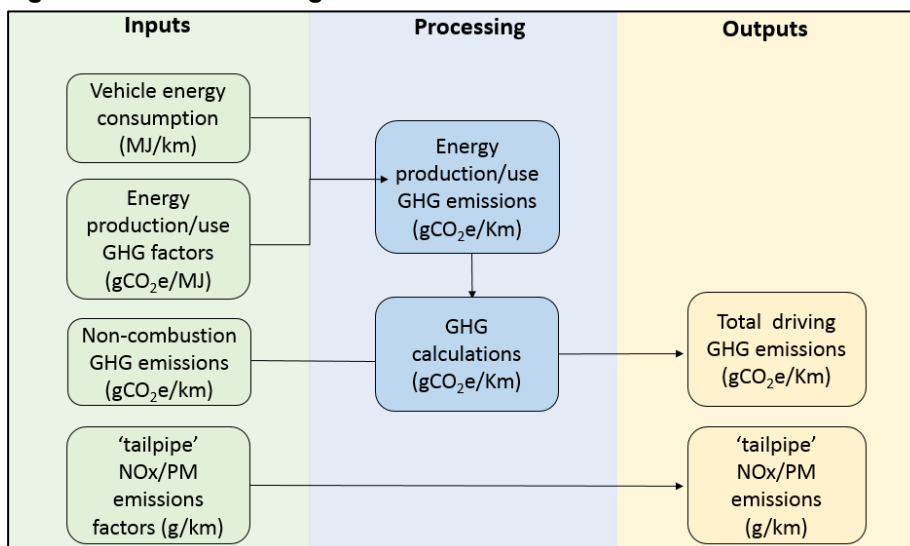 Inputs
Processing
Outputs
Vehicle energy
consumption
(MJ/km)
Energy
production/use
GHG factors
(gCO₂e/MJ)
Non-combustion
GHG emissions
(gCO₂e/km)
‘tailpipe’
NOx/PM
emissions
factors (g/km)
Energy
production/use
GHG emissions
(gCO₂e/Km)
GHG
calculations
(gCO₂e/Km)
Total driving
GHG emissions
(gCO₂e/Km)
‘tailpipe’
NOx/PM
emissions
(g/km)